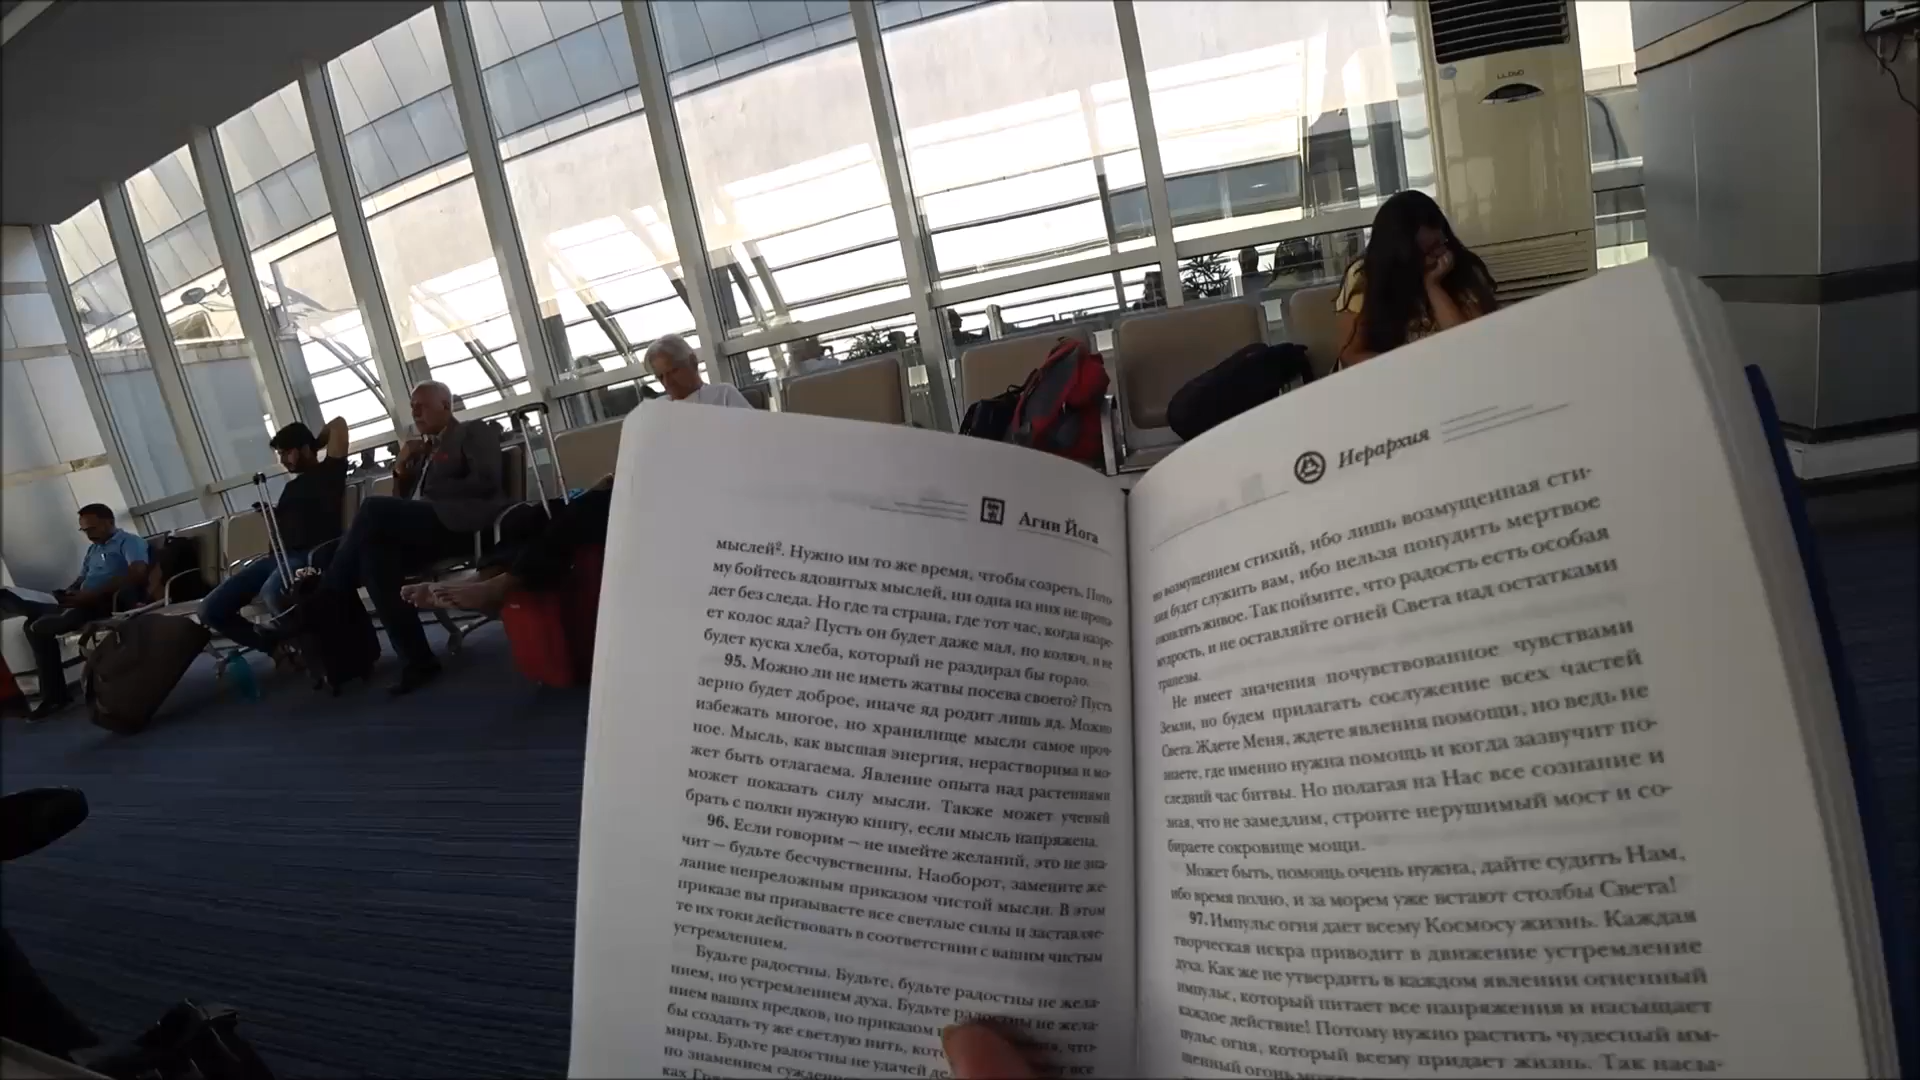 LLOYD
Агни Йога
мыслей². Нужно им то же время, чтобы созреть. Пото-
му бойтесь ядовитых мыслей, ни одна из них не пропа-
дет без следа. Но где та страна, где тот час, когда назре-
ет колос яда? Пусть он будет даже мал, но колюч, и не
будет куска хлеба, который не раздирал бы горло.
95. Можно ли не иметь жатвы посева своего? Пусть
зерно будет доброе, иначе яд родит лишь яд. Можно
избежать многое, но хранилище мысли самое проч-
ное. Мысль, как высшая энергия, нерастворима и мо-
жет быть отлагаема. Явление опыта над растениями
может показать силу мысли. Также может ученый
брать с полки нужную книгу, если мысль напряжена.
96. Если говорим — не имейте желаний, это не зна-
чит — будьте бесчувственны. Наоборот, замените же-
лание непреложным приказом чистой мысли. В этом
приказе вы призываете все светлые силы и заставляе-
те их токи действовать в соответствии с вашим чистым
устремлением.
Будьте радостны. Будьте, будьте радостны не жела-
нием, но устремлением духа. Будьте радостны не жела-
нием ваших предков, но приказом
бы создать ту же светлую нить, все
миры. Будьте радостны не удачей
по знамением
Иерархия
но возмущением стихий, ибо лишь возмущенная сти-
хия будет служить вам, ибо нельзя понудить мертвое
оживлять живое. Так поймите, что радость есть особая
мудрость, и не оставляйте огней Света над остатками
трапезы.
Не имеет значения почувствованное чувствами
Земли, но будем прилагать сослужение всех частей
Света. Ждете Меня, ждете явления помощи, но ведь не
знаете, где именно нужна помощь и когда зазвучит по-
следний час битвы. Но полагая на Нас все сознание и
зная, что не замедлим, строите нерушимый мост и со-
бираете сокровище мощи.
Может быть, помощь очень нужна, дайте судить Нам,
ибо время полно, и за морем уже встают столбы Света!
97. Импульс огня дает всему Космосу жизнь. Каждая
творческая искра приводит в движение устремление
духа. Как же не утвердить в каждом явлении огненный
импульс, который питает все напряжения и насыщает
каждое действие! Потому нужно растить чудесный им-
пульс огня, который всему придает жизнь. Так насы-
щенный огонь может